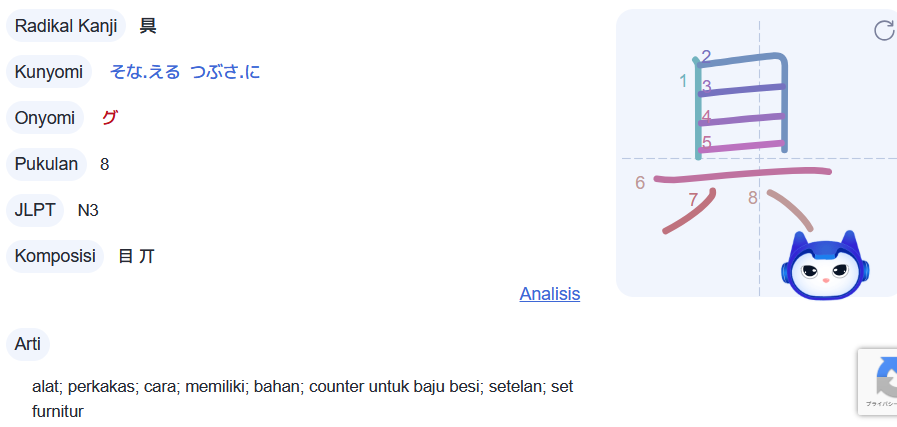 Radikal Kanji 具
Kunyomi そな.える つぶさ.に
Onyomi グ
Pukulan 8
JLPT N3
Komposisi 目 丌
Analisis
Arti
alat; perkakas; cara; memiliki; bahan; counter untuk baju besi; setelan; set
furnitur
1
2
3
4
5
6
7
8
プライバシー